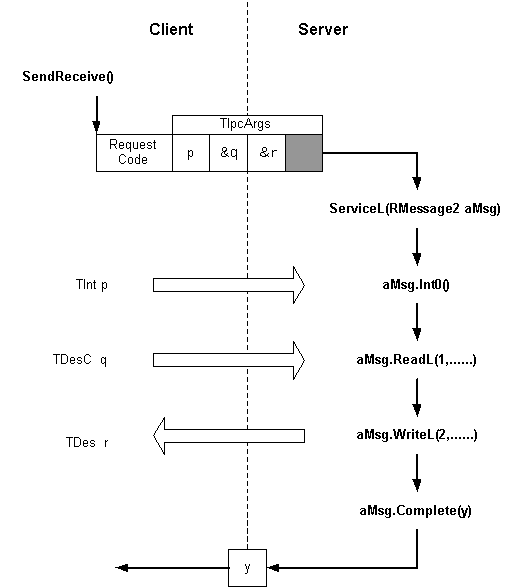 Client
Server
SendReceive()
TIpcArgs
Request
Code
p
&q
&r
ServiceL(RMessage2 aMsg)
TInt p
aMsg.Int0()
TDesC q
aMsg.ReadL(1,......)
TDes r
aMsg.WriteL(2,......)
aMsg.Complete(y)
y